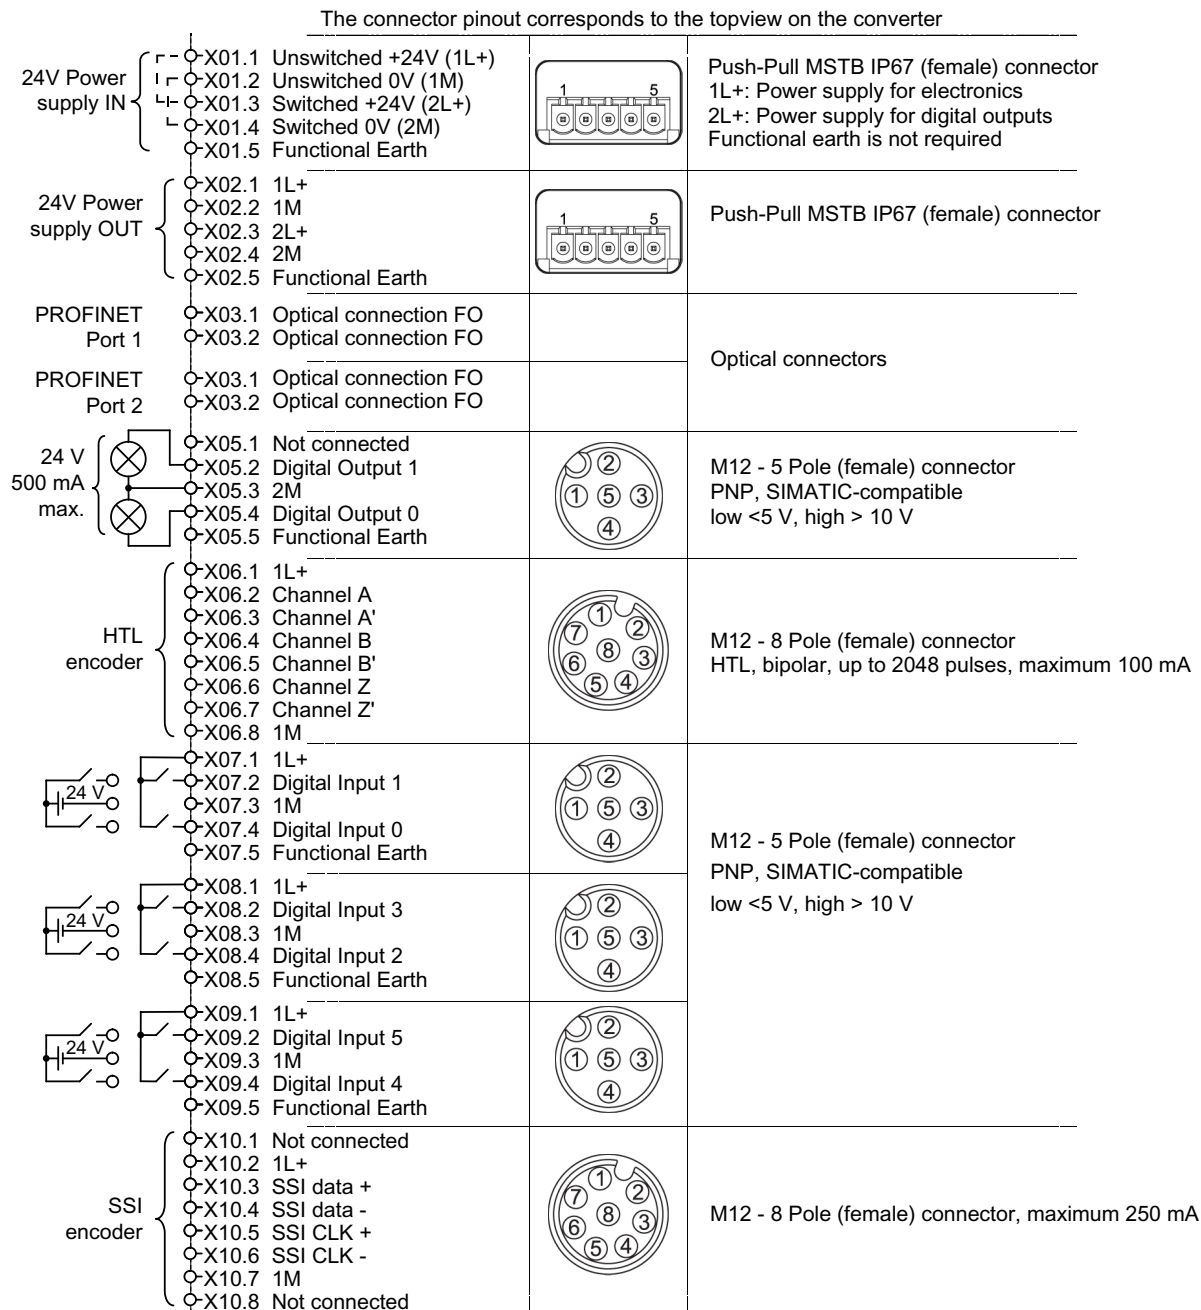 The connector pinout corresponds to the topview on the converter
24V Power
supply IN
X01.1 Unswitched +24V (1L+)
X01.2 Unswitched 0V (1M)
X01.3 Switched +24V (2L+)
X01.4 Switched 0V (2M)
X01.5 Functional Earth
1 5
Push-Pull MSTB IP67 (female) connector
1L+: Power supply for electronics
2L+: Power supply for digital outputs
Functional earth is not required
24V Power
supply OUT
X02.1 1L+
X02.2 1M
X02.3 2L+
X02.4 2M
X02.5 Functional Earth
1 5
Push-Pull MSTB IP67 (female) connector
PROFINET
Port 1
X03.1 Optical connection FO
X03.2 Optical connection FO
PROFINET
Port 2
X03.1 Optical connection FO
X03.2 Optical connection FO
Optical connectors
24 V
500 mA
max.
X05.1 Not connected
X05.2 Digital Output 1
X05.3 2M
X05.4 Digital Output 0
X05.5 Functional Earth
2
1 5 3
4
M12 - 5 Pole (female) connector
PNP, SIMATIC-compatible
low <5 V, high > 10 V
HTL
encoder
X06.1 1L+
X06.2 Channel A
X06.3 Channel A'
X06.4 Channel B
X06.5 Channel B'
X06.6 Channel Z
X06.7 Channel Z'
X06.8 1M
1
7 2
8
6 3
5 4
M12 - 8 Pole (female) connector
HTL, bipolar, up to 2048 pulses, maximum 100 mA
24 V
X07.1 1L+
X07.2 Digital Input 1
X07.3 1M
X07.4 Digital Input 0
X07.5 Functional Earth
2
1 5 3
4
M12 - 5 Pole (female) connector
PNP, SIMATIC-compatible
low <5 V, high > 10 V
24 V
X08.1 1L+
X08.2 Digital Input 3
X08.3 1M
X08.4 Digital Input 2
X08.5 Functional Earth
2
1 5 3
4
24 V
X09.1 1L+
X09.2 Digital Input 5
X09.3 1M
X09.4 Digital Input 4
X09.5 Functional Earth
2
1 5 3
4
SSI
encoder
X10.1 Not connected
X10.2 1L+
X10.3 SSI data +
X10.4 SSI data -
X10.5 SSI CLK +
X10.6 SSI CLK -
X10.7 1M
X10.8 Not connected
1
7 2
8
6 3
5 4
M12 - 8 Pole (female) connector, maximum 250 mA